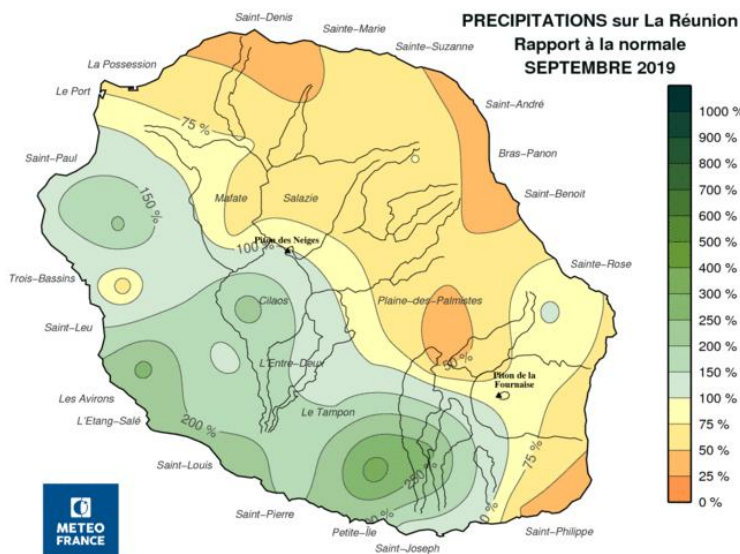 PRECIPITATIONS sur La Réunion
Rapport à la normale
SEPTEMBRE 2019
Saint-Denis
Sainte-Marie
Sainte-Suzanne
La Possession
Le Port
Saint-André
Bras-Panon
Saint-Benoit
75 %
Saint-Paul
150 %
Mafate
Salazie
100 %
Piton des Neiges
Sainte-Rose
Trois-Bassins
Cilaos
Plaine-des-Palmistes
Saint-Leu
L'Entre-Deux
50 %
Piton de la
Fournaise
Les Avirons
L'Etang-Salé
200 %
Le Tampon
250 %
75 %
Saint-Louis
Saint-Pierre
Petite-Île
Saint-Joseph
Saint-Philippe
1000 %
900 %
800 %
700 %
600 %
500 %
400 %
300 %
250 %
200 %
150 %
100 %
75 %
50 %
25 %
0 %
METEO
FRANCE